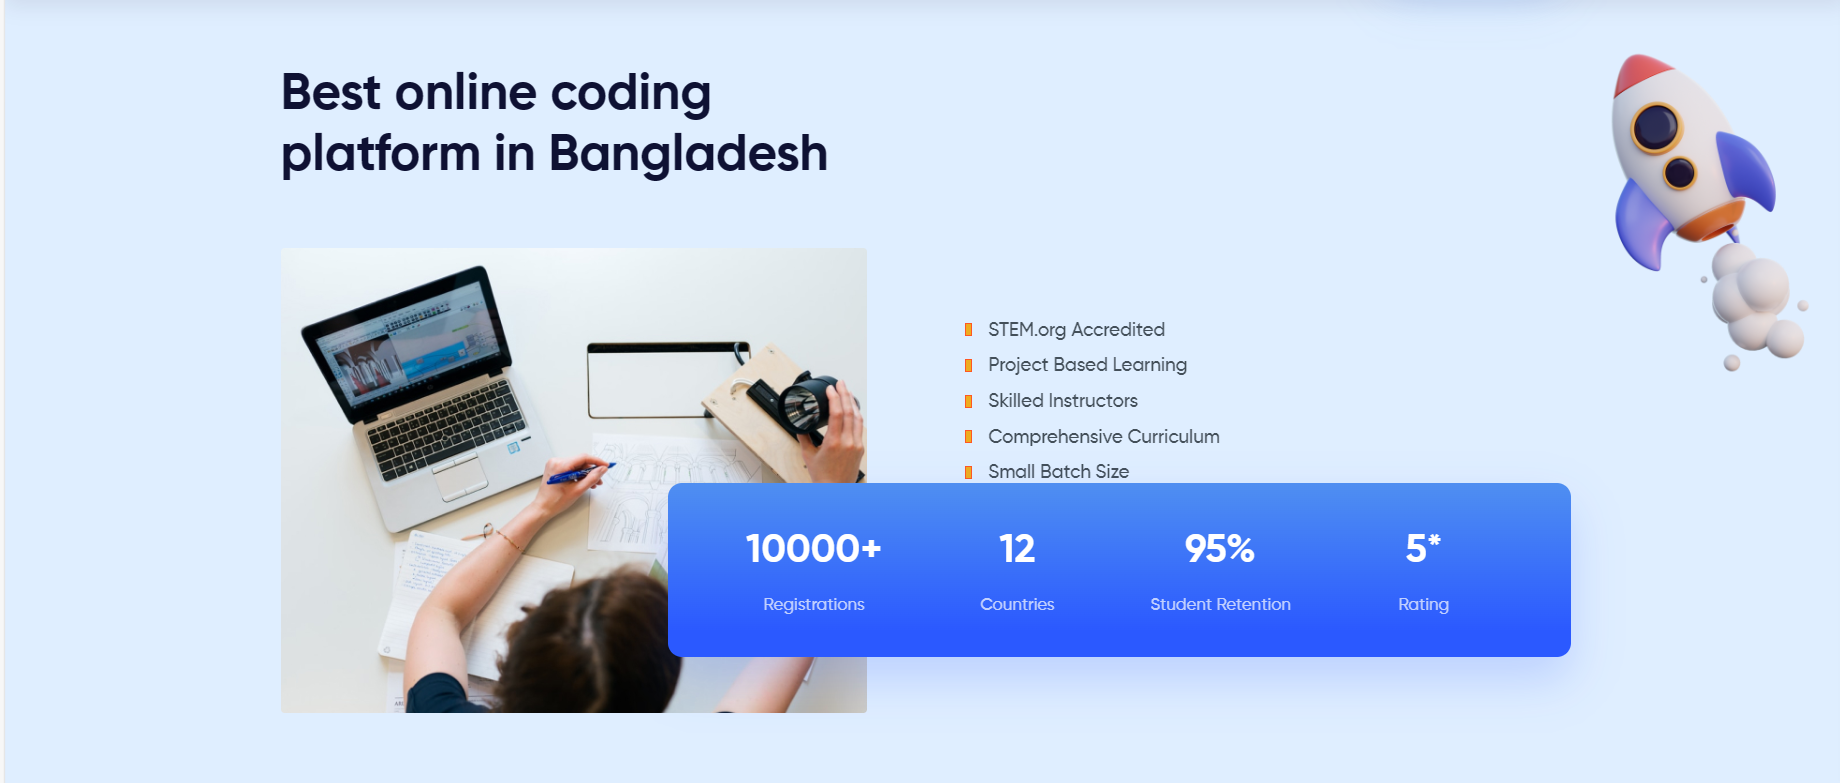 Best online coding
platform in Bangladesh
STEM.org Accredited
Project Based Learning
Skilled Instructors
Comprehensive Curriculum
Small Batch Size
10000+
12
95%
5*
Registrations
Countries
Student Retention
Rating